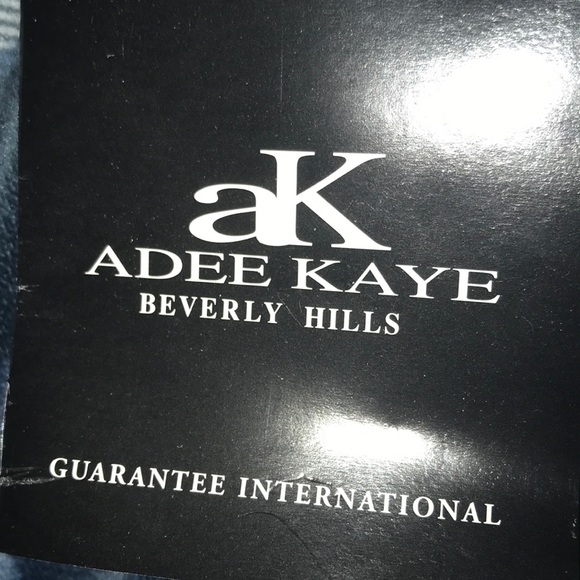 aK
ADEE KAYE
BEVERLY HILLS
GUARANTEE INTERNATIONAL